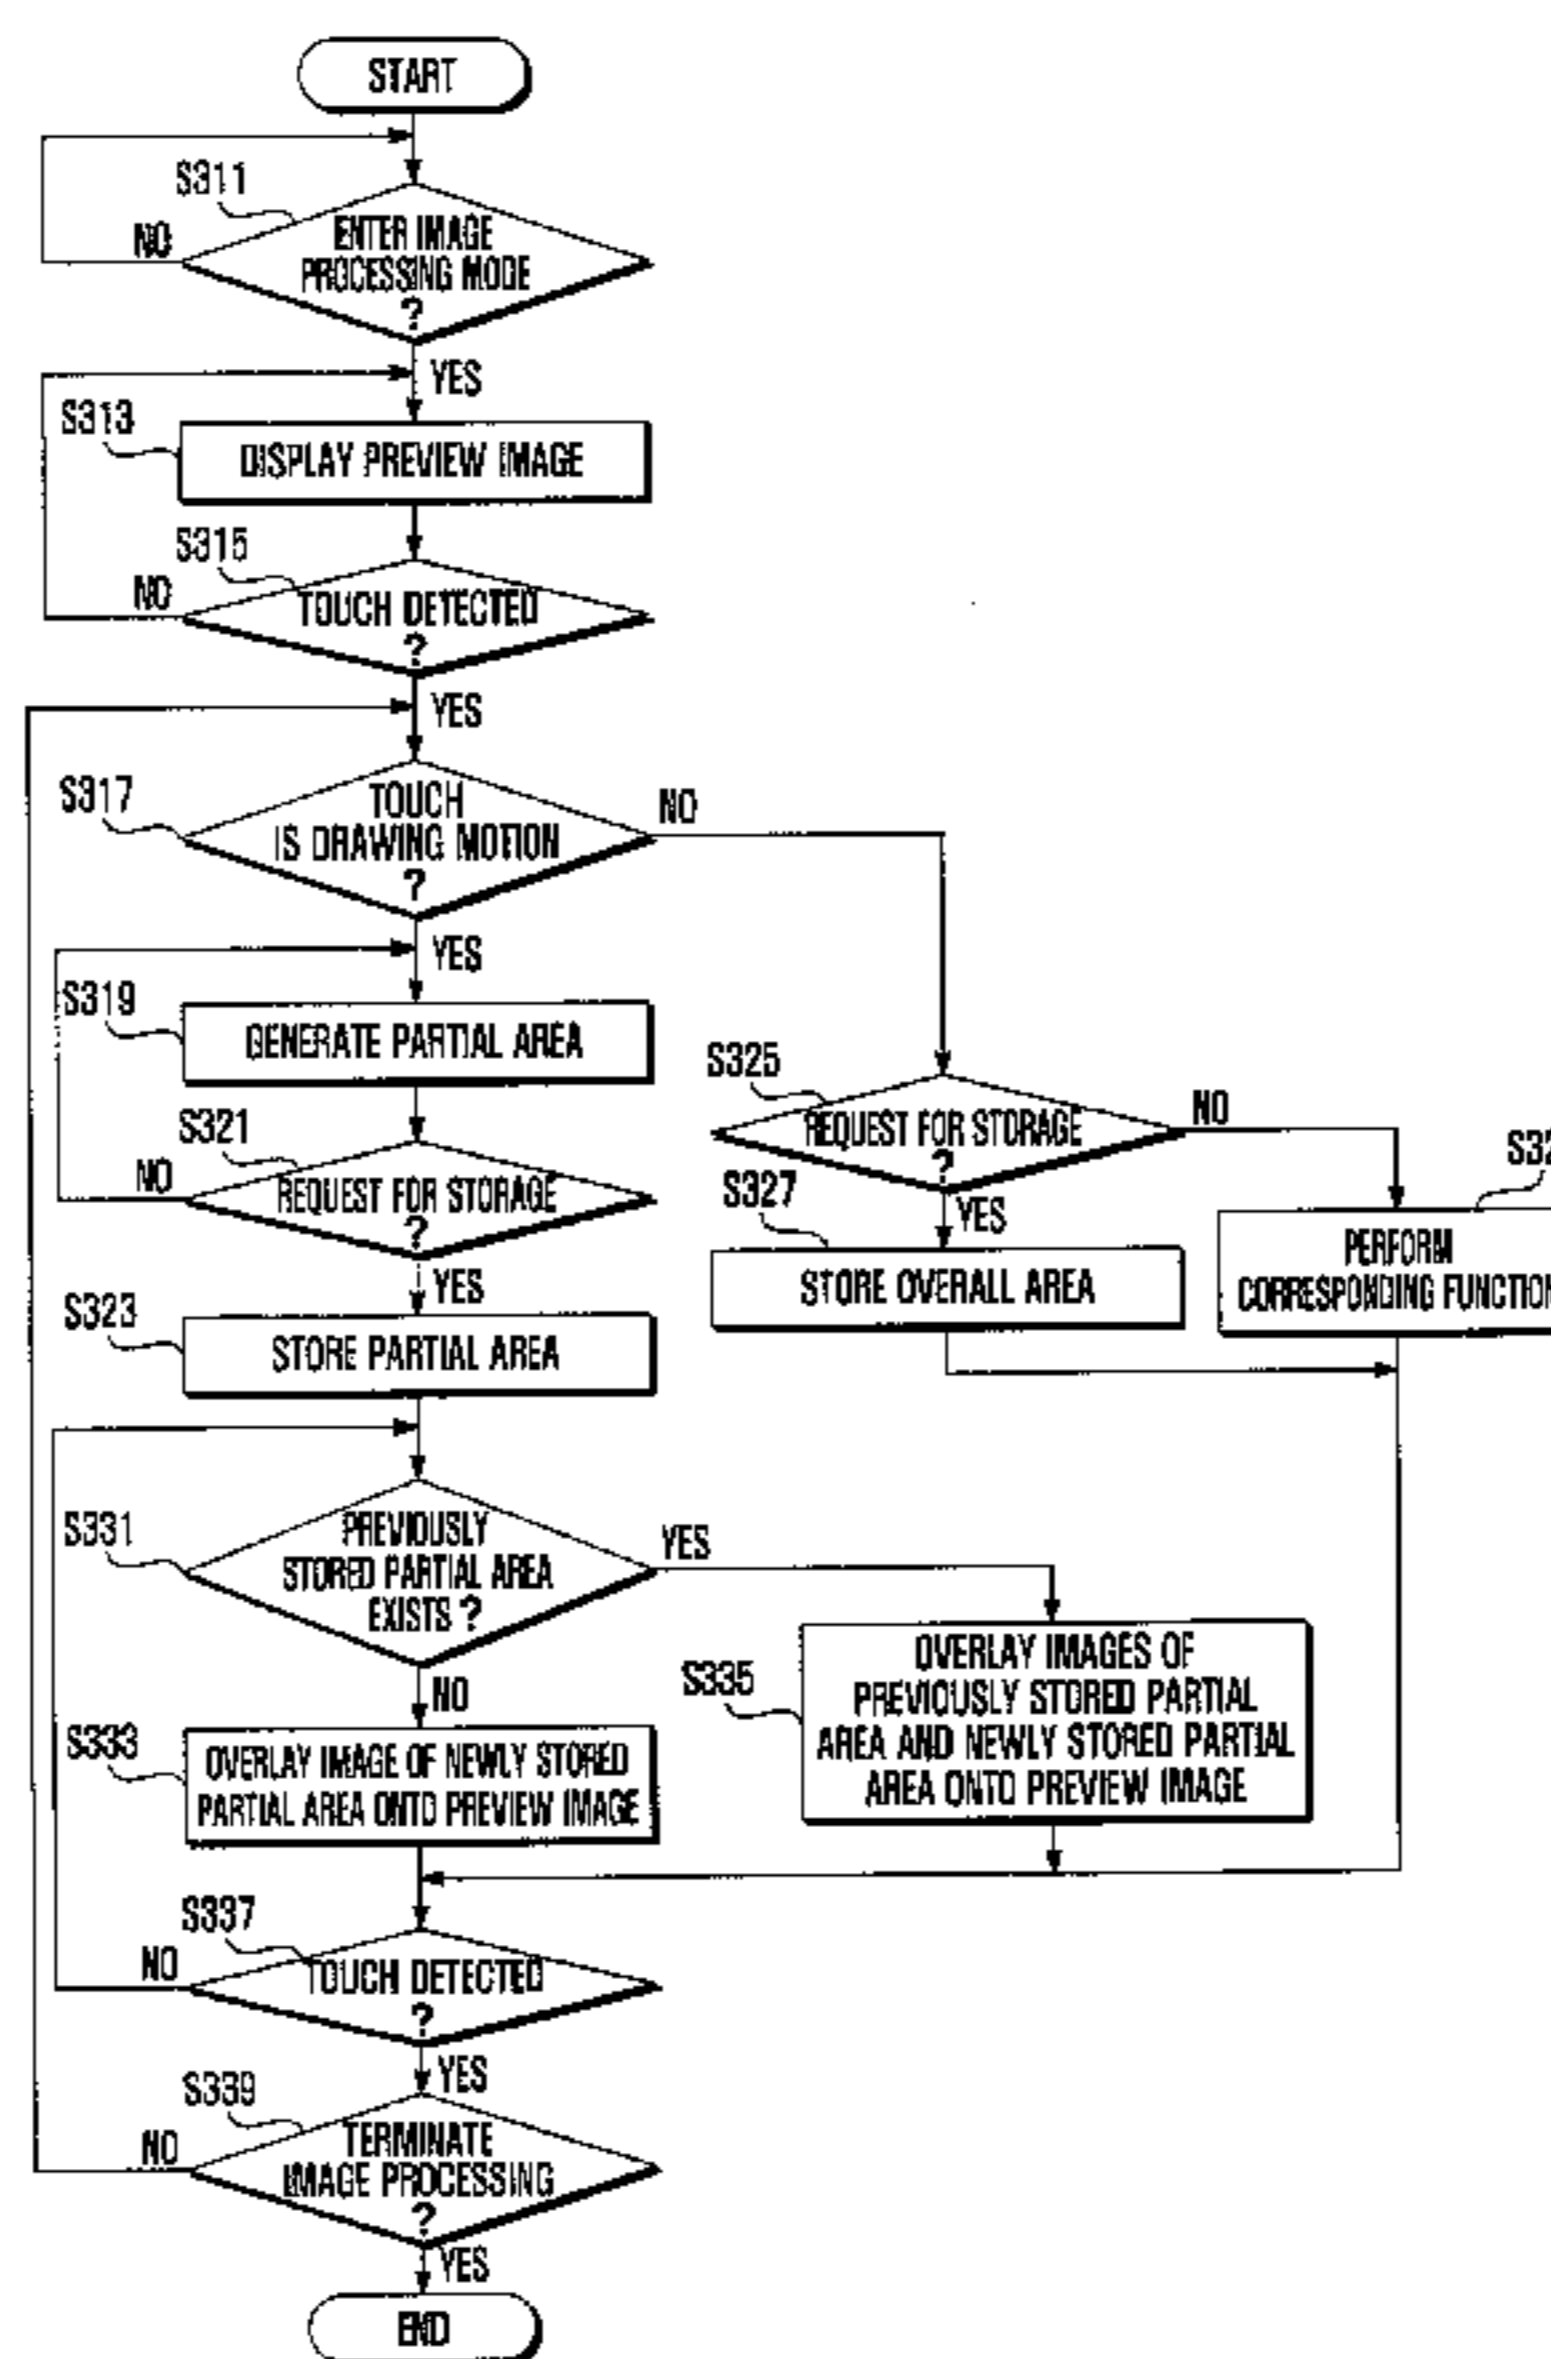 START
S311
NO
ENTER IMAGE
PROCESSING MODE
?
YES
S313
DISPLAY PREVIEW IMAGE
S315
NO
TOUCH DETECTED
?
YES
S317
TOUCH
IS DRAWING MOTION
?
NO
YES
S319
GENERATE PARTIAL AREA
S321
NO
REQUEST FOR STORAGE
?
YES
S323
STORE PARTIAL AREA
S325
REQUEST FOR STORAGE
?
NO
S327
YES
STORE OVERALL AREA
PERFORM
CORRESPONDING FUNCTION
S331
PREVIOUSLY
STORED PARTIAL AREA
EXISTS ?
YES
NO
S333
OVERLAY IMAGE OF NEWLY STORED
PARTIAL AREA ONTO PREVIEW IMAGE
S335
OVERLAY IMAGES OF
PREVIOUSLY STORED PARTIAL
AREA AND NEWLY STORED PARTIAL
AREA ONTO PREVIEW IMAGE
S337
NO
TOUCH DETECTED
?
YES
S339
NO
TERMINATE
IMAGE PROCESSING
?
YES
END